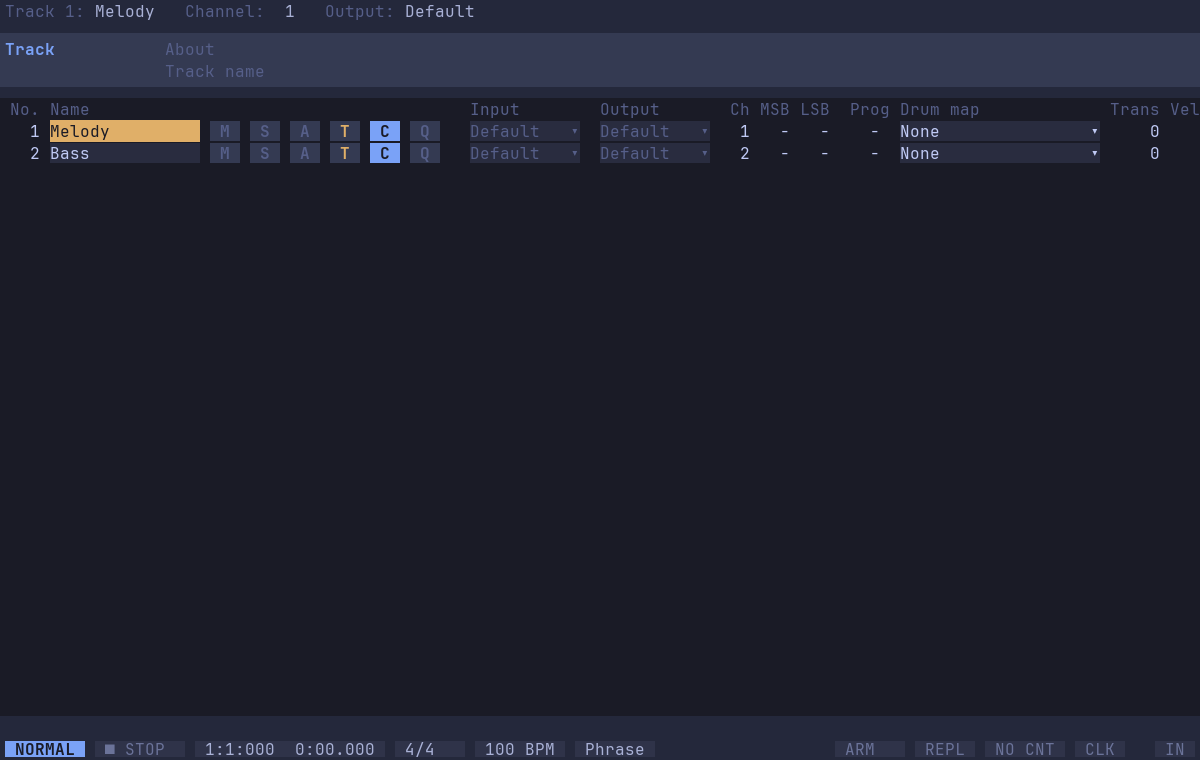 Track 1: Melody Channel: 1 Output: Default
Track About
Track name
No. Name Input Output Ch MSB LSB Prog Drum map Trans Vel
1 Melody M S A T C Q Default Default 1 - - - None 0
2 Bass M S A T C Q Default Default 2 - - - None 0
NORMAL STOP 1:1:000 0:00.000 4/4 100 BPM Phrase ARM REPL NO CNT CLK IN